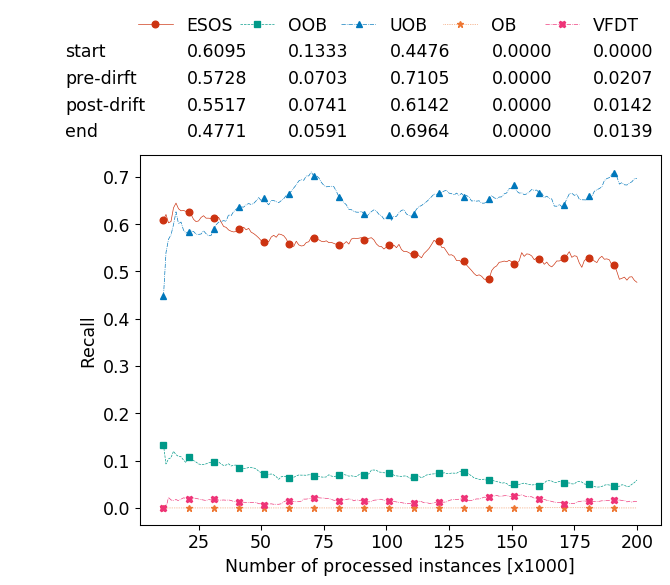 ESOS OOB UOB OB VFDT
start 0.6095 0.1333 0.4476 0.0000 0.0000
pre-dirft 0.5728 0.0703 0.7105 0.0000 0.0207
post-drift 0.5517 0.0741 0.6142 0.0000 0.0142
end 0.4771 0.0591 0.6964 0.0000 0.0139
0.7
0.6
0.5
0.4
0.3
0.2
0.1
0.0
Recall
25 50 75 100 125 150 175 200
Number of processed instances [x1000]